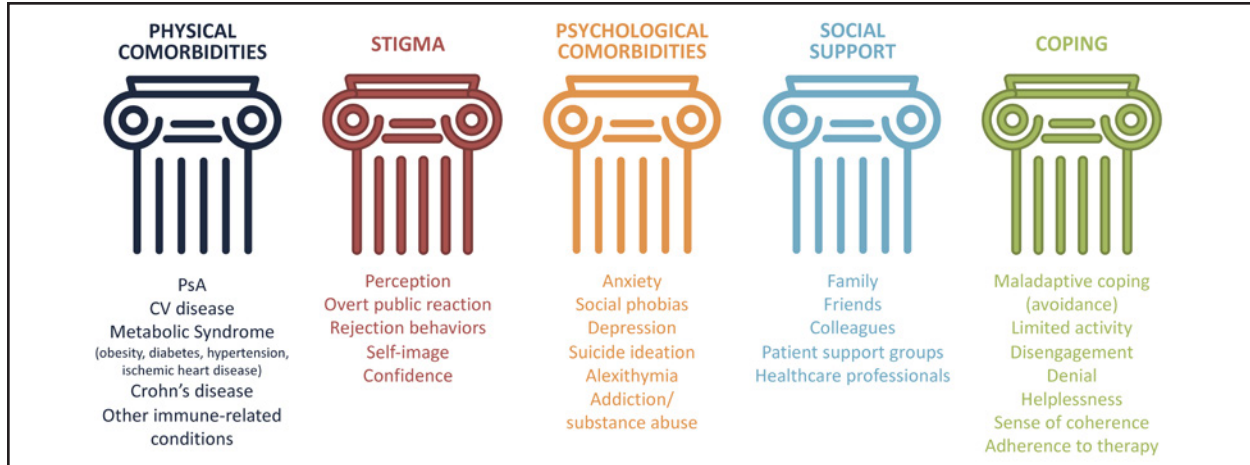 PHYSICAL
COMORBIDITIES
STIGMA
PSYCHOLOGICAL
COMORBIDITIES
SOCIAL
SUPPORT
COPING
PsA
CV disease
Metabolic Syndrome
(obesity, diabetes, hypertension,
ischemic heart disease)
Crohn's disease
Other immune-related
conditions
Perception
Overt public reaction
Rejection behaviors
Self-image
Confidence
Anxiety
Social phobias
Depression
Suicide ideation
Alexithymia
Addiction/
substance abuse
Family
Friends
Colleagues
Patient support groups
Healthcare professionals
Maladaptive coping
(avoidance)
Limited activity
Disengagement
Denial
Helplessness
Sense of coherence
Adherence to therapy